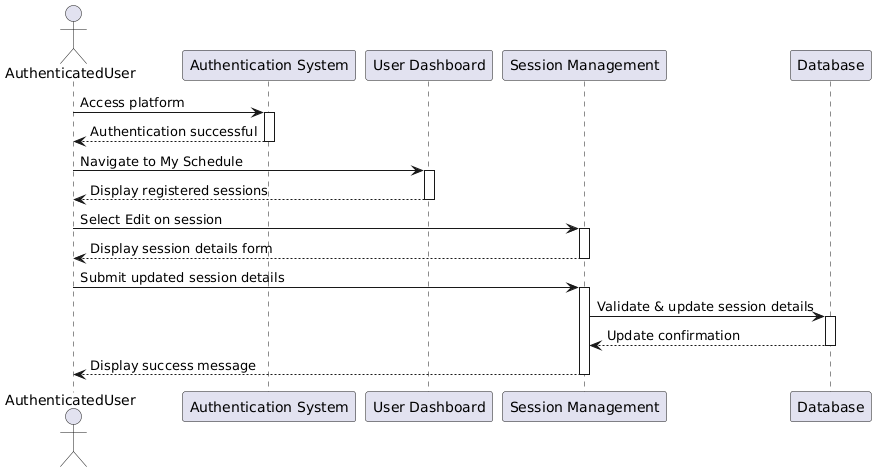 AuthenticatedUser
Authentication System
User Dashboard
Session Management
Database
Access platform
Authentication successful
Navigate to My Schedule
Display registered sessions
Select Edit on session
Display session details form
Submit updated session details
Validate & update session details
Update confirmation
Display success message
AuthenticatedUser
Authentication System
User Dashboard
Session Management
Database